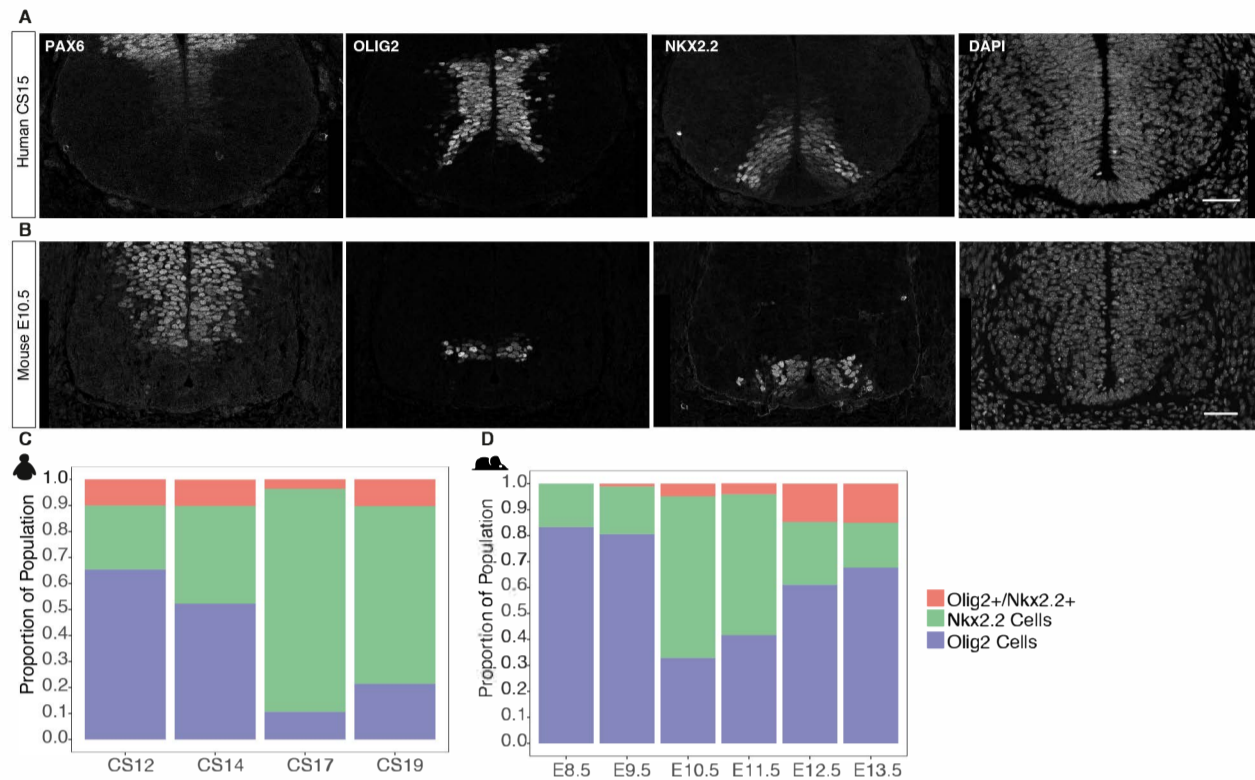 A
Human CS15
PAX6
OLIG2
NKX2.2
DAPI
B
Mouse E10.5
C
Proportion of Population
1.0
0.9
0.8
0.7
0.6
0.5
0.4
0.3
0.2
0.1
0.0
CS12 CS14 CS17 CS19
D
Proportion of Population
1.0
0.9
0.8
0.7
0.6
0.5
0.4
0.3
0.2
0.1
0.0
E8.5 E9.5 E10.5 E11.5 E12.5 E13.5
Olig2+/Nkx2.2+
Nkx2.2 Cells
Olig2 Cells